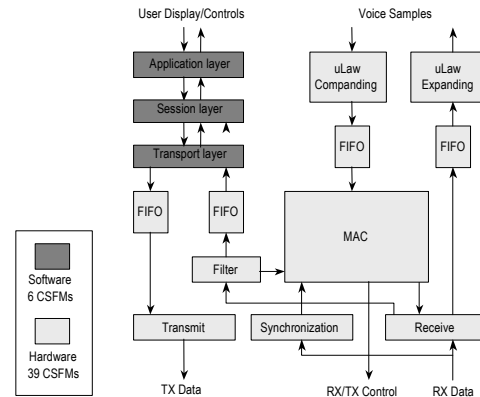 User Display/Controls
Voice Samples
Application layer
uLaw
Companding
uLaw
Expanding
Session layer
FIFO
FIFO
Transport layer
FIFO
FIFO
MAC
Filter
Software
6 CSFMs
Hardware
39 CSFMs
Transmit
Synchronization
Receive
TX Data
RX/TX Control
RX Data